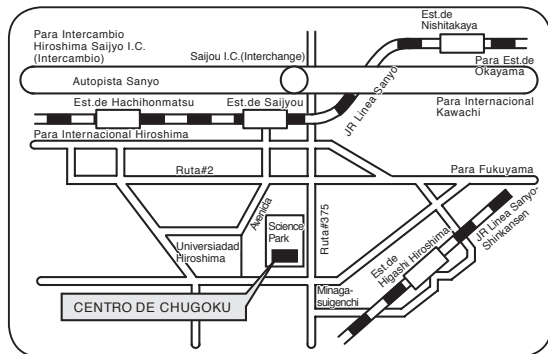 Est.de
Nishitakaya
Para Intercambio
Hiroshima Saijyo I.C.
(Intercambio)
Saijou I.C.(Interchange)
Para Est.de
Okayama
Autopista Sanyo
Est.de Hachihonmatsu
Est.de Saijyou
JR Linea Sanyo
Para Internacional
Kawachi
Para Internacional Hiroshima
Ruta#2
Para Fukuyama
Avenida
Science
Park
Ruta#375
Universiadad
Hiroshima
Est.de
Higashi Hiroshima
JR Linea Sanyo-
Shinkansen
CENTRO DE CHUGOKU
Minaga-
suigenchi